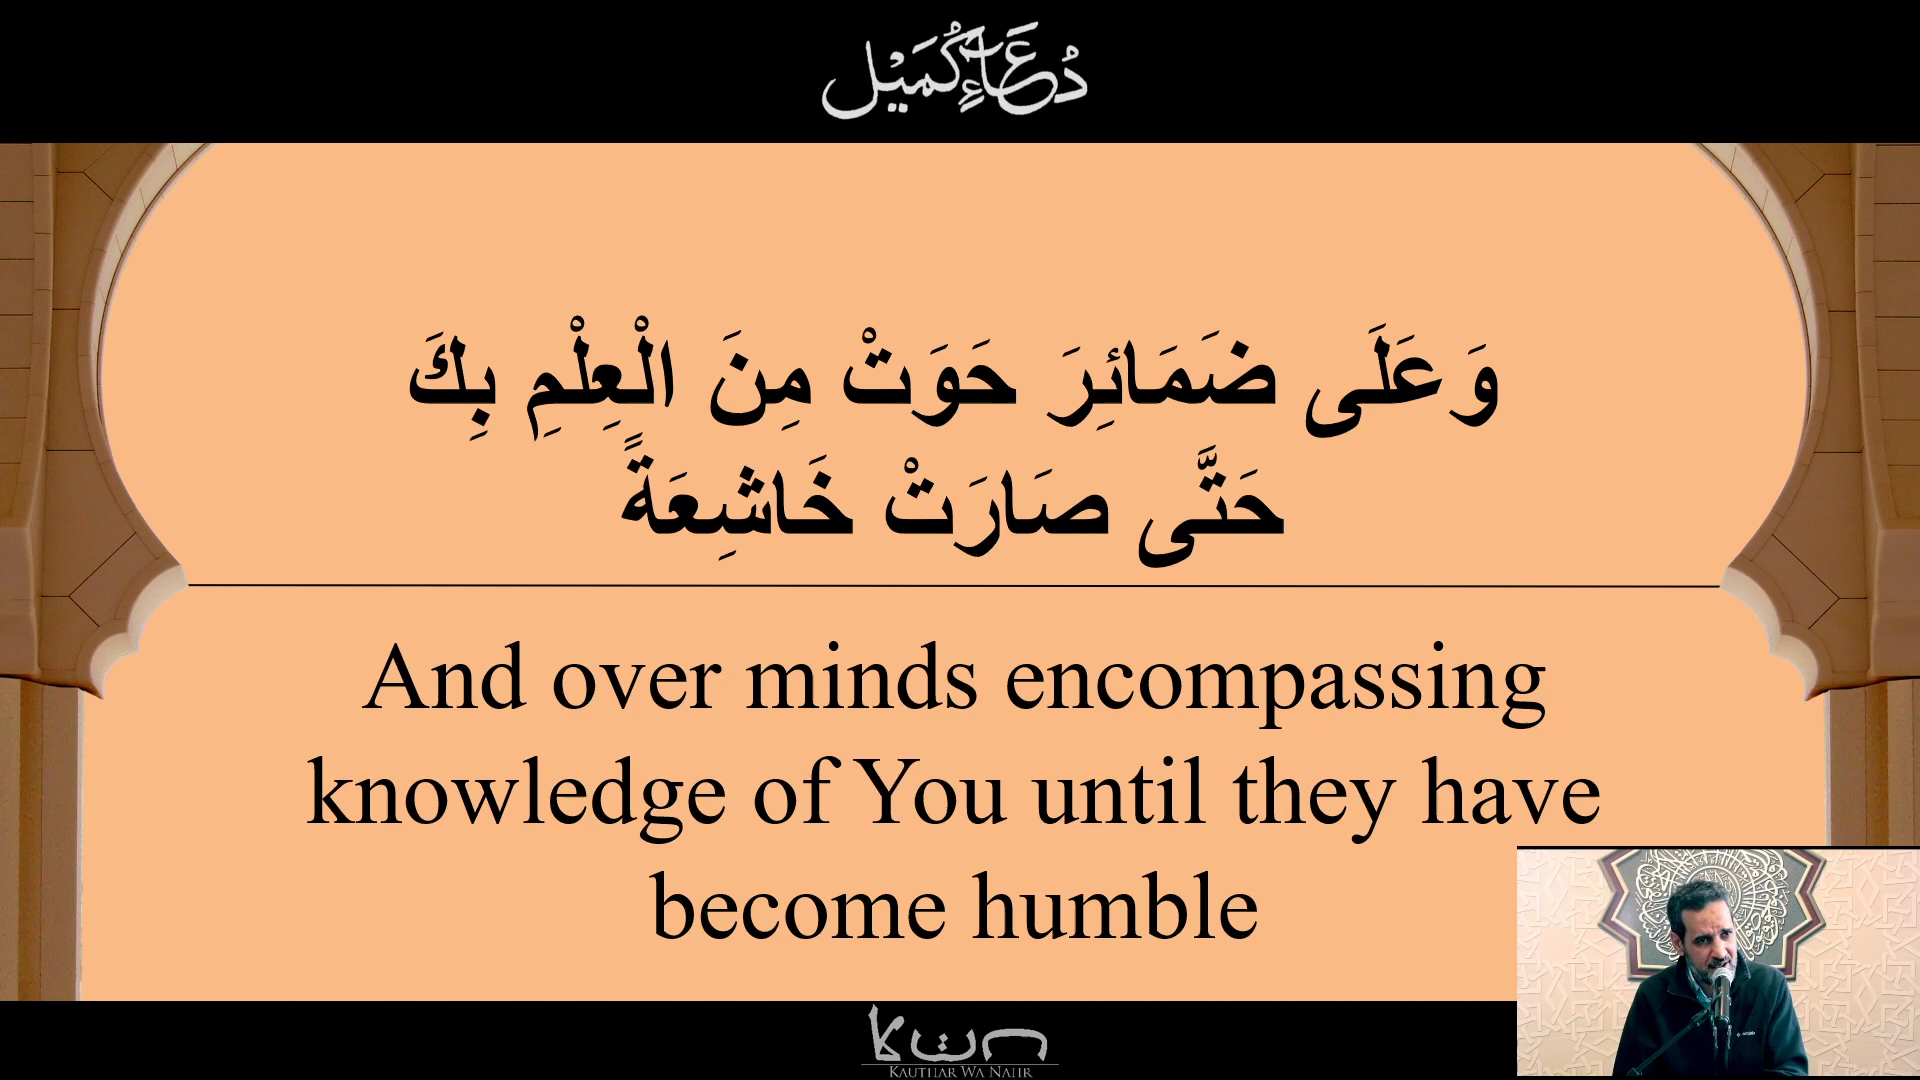 دُعَاءُ كُمَيْل
وَعَلَى ضَمَائِرَ حَوَتْ مِنَ الْعِلْمِ بِكَ
حَتَّى صَارَتْ خَاشِعَةً
And over minds encompassing
knowledge of You until they have
become humble
KAUTHAR WA NAHR